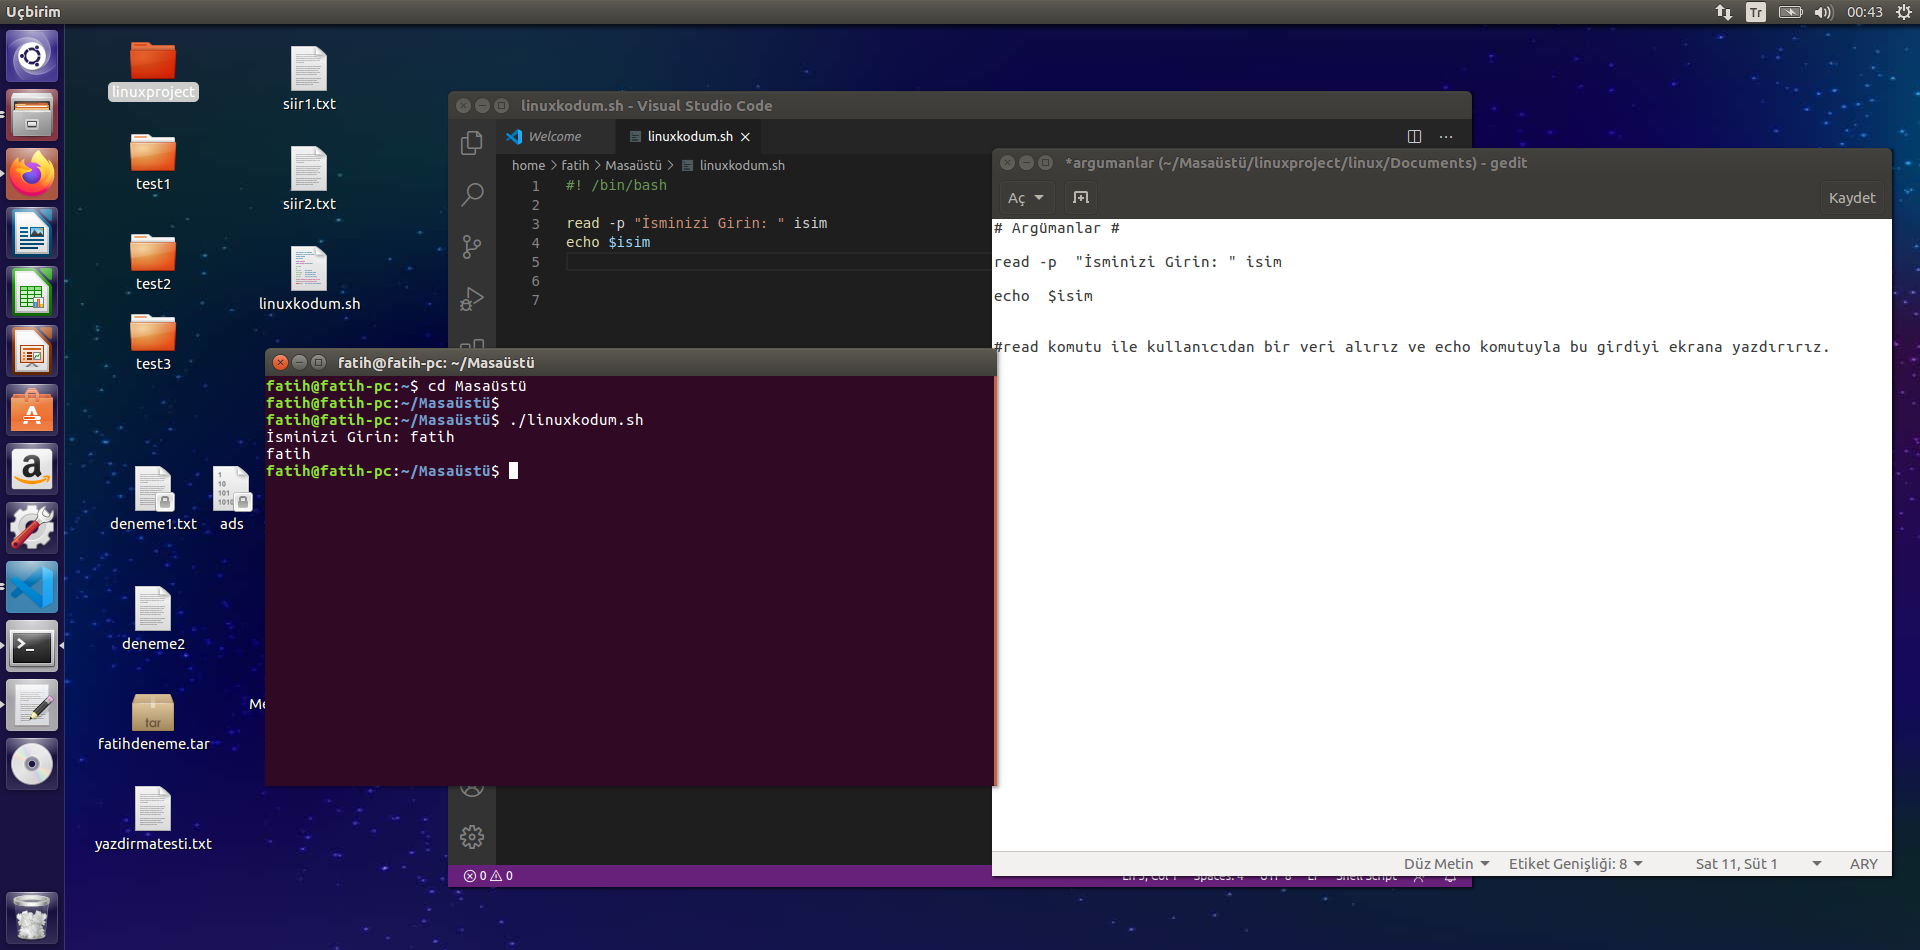 Uçbirim
Tr
00:43
linuxproject
siir1.txt
test1
siir2.txt
test2
linuxkodum.sh
test3
deneme1.txt
ads
deneme2
tar
fatihdeneme.tar
yazdirmatesti.txt
linuxkodum.sh - Visual Studio Code
Welcome
linuxkodum.sh
home > fatih > Masaüstü > linuxkodum.sh
1 #! /bin/bash
2
3 read -p "İsminizi Girin: " isim
4 echo $isim
5
6
7
0 0
*argumanlar (~/Masaüstü/linuxproject/linux/Documents) - gedit
Aç
Kaydet
# Argümanlar #
read -p  "İsminizi Girin: " isim
echo  $isim
#read komutu ile kullanıcıdan bir veri alırız ve echo komutuyla bu girdiyi ekrana yazdırırız.
Düz Metin
Etiket Genişliği: 8
Sat 11, Süt 1
ARY
fatih@fatih-pc: ~/Masaüstü
fatih@fatih-pc:~$ cd Masaüstü
fatih@fatih-pc:~/Masaüstü$
fatih@fatih-pc:~/Masaüstü$ ./linuxkodum.sh
İsminizi Girin: fatih
fatih
fatih@fatih-pc:~/Masaüstü$